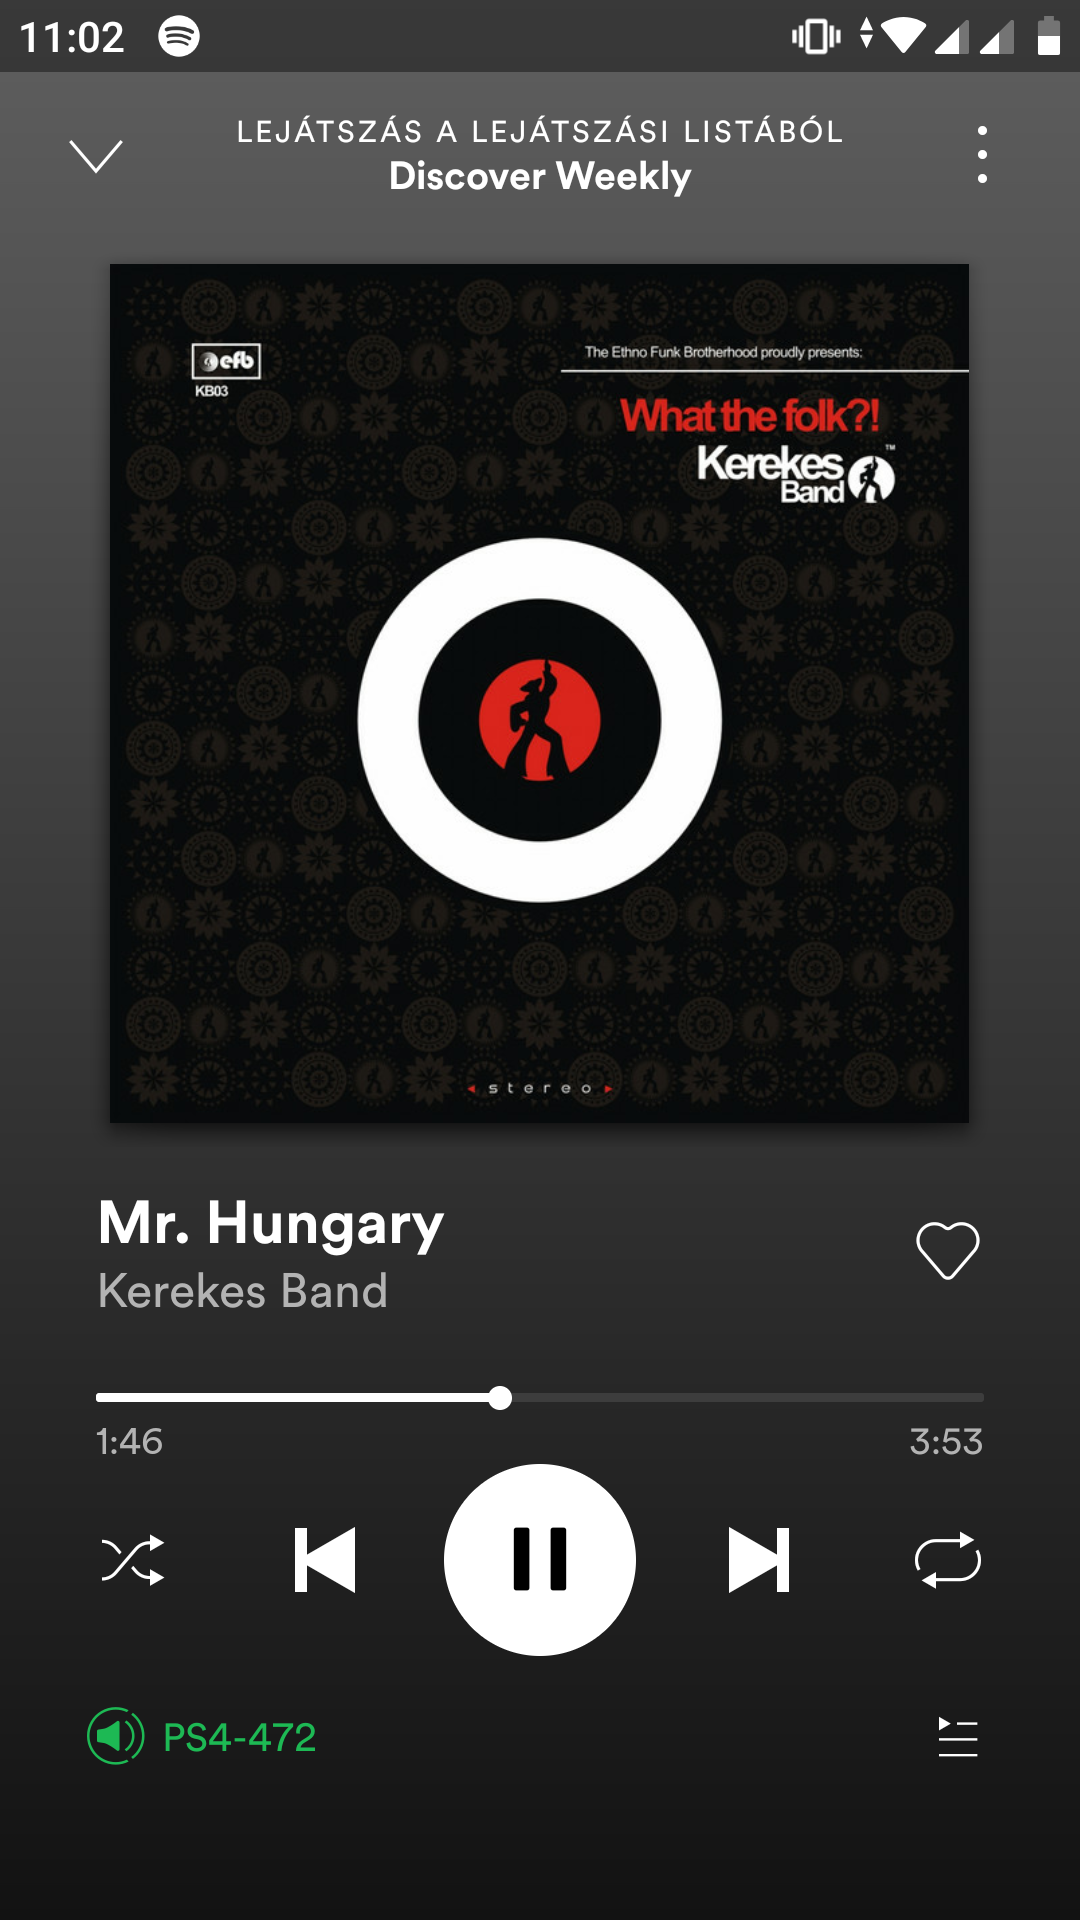 11:02
LEJÁTSZÁS A LEJÁTSZÁSI LISTÁBÓL
Discover Weekly
efb
KB03
The Ethno Funk Brotherhood proudly presents:
What the folk?!
Kerekes
Band
TM
stereo
Mr. Hungary
Kerekes Band
1:46
3:53
PS4-472